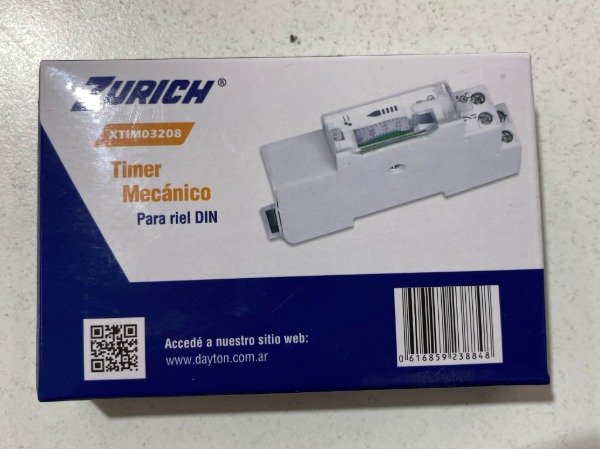 ZURICH®
XTIM03208
Timer
Mecánico
Para riel DIN
Accedé a nuestro sitio web:
www.dayton.com.ar
0 616859 238848